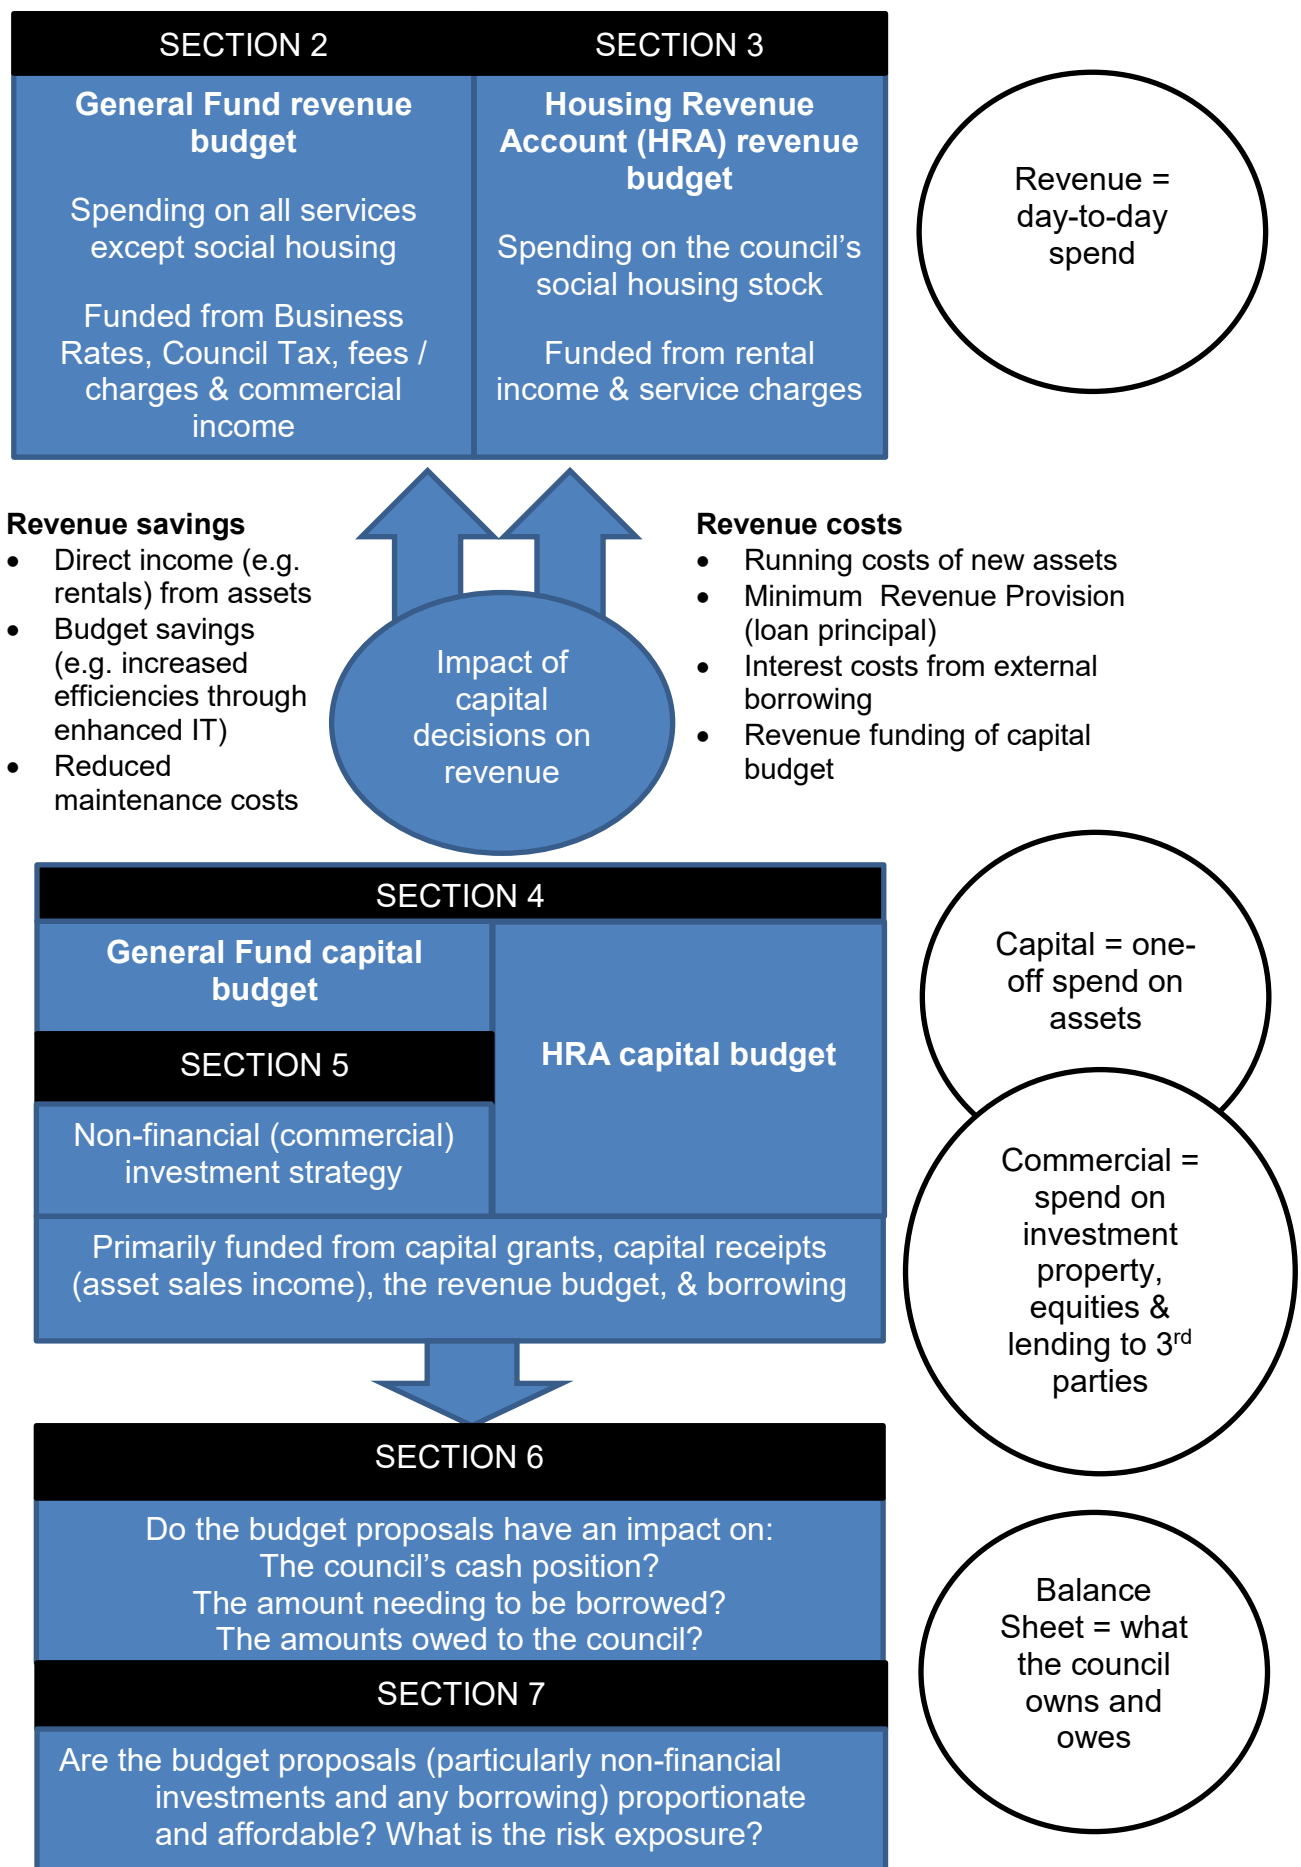 SECTION 2
SECTION 3
General Fund revenue
budget
Spending on all services
except social housing
Funded from Business
Rates, Council Tax, fees /
charges & commercial
income
Housing Revenue
Account (HRA) revenue
budget
Spending on the council’s
social housing stock
Funded from rental
income & service charges
Revenue =
day-to-day
spend
Revenue savings
• Direct income (e.g.
rentals) from assets
• Budget savings
(e.g. increased
efficiencies through
enhanced IT)
• Reduced
maintenance costs
Impact of
capital
decisions on
revenue
Revenue costs
• Running costs of new assets
• Minimum  Revenue Provision
(loan principal)
• Interest costs from external
borrowing
• Revenue funding of capital
budget
SECTION 4
General Fund capital
budget
SECTION 5
Non-financial (commercial)
investment strategy
HRA capital budget
Primarily funded from capital grants, capital receipts
(asset sales income), the revenue budget, & borrowing
Capital = one-
off spend on
assets
Commercial =
spend on
investment
property,
equities &
lending to 3rd
parties
SECTION 6
Do the budget proposals have an impact on:
The council’s cash position?
The amount needing to be borrowed?
The amounts owed to the council?
SECTION 7
Are the budget proposals (particularly non-financial
investments and any borrowing) proportionate
and affordable? What is the risk exposure?
Balance
Sheet = what
the council
owns and
owes